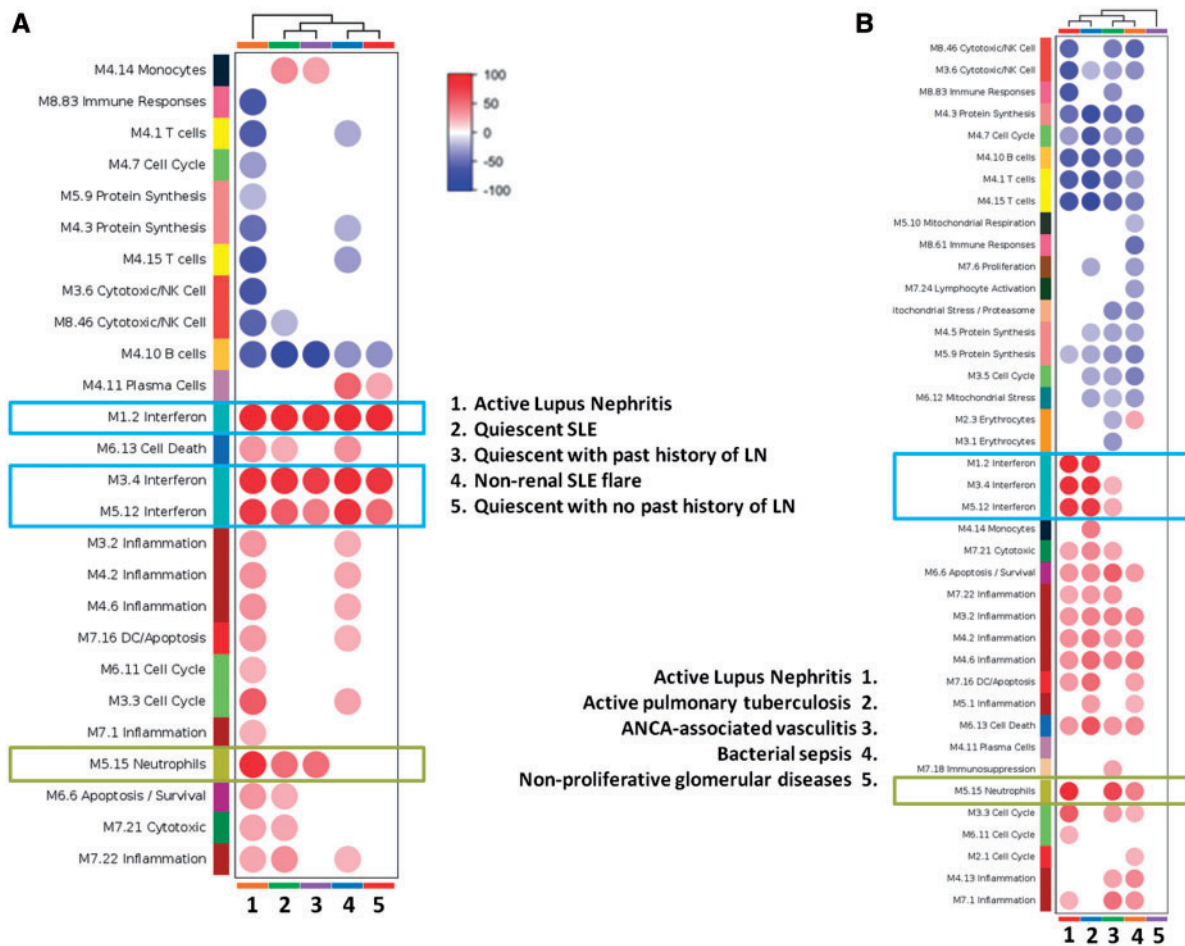 A
M4.14 Monocytes
M8.83 Immune Responses
M4.1 T cells
M4.7 Cell Cycle
M5.9 Protein Synthesis
M4.3 Protein Synthesis
M4.15 T cells
M3.6 Cytotoxic/NK Cell
M8.46 Cytotoxic/NK Cell
M4.10 B cells
M4.11 Plasma Cells
M1.2 Interferon
M6.13 Cell Death
M3.4 Interferon
M5.12 Interferon
M3.2 Inflammation
M4.2 Inflammation
M4.6 Inflammation
M7.16 DC/Apoptosis
M6.11 Cell Cycle
M3.3 Cell Cycle
M7.1 Inflammation
M5.15 Neutrophils
M6.6 Apoptosis / Survival
M7.21 Cytotoxic
M7.22 Inflammation
1 2 3 4 5
100
50
0
-50
-100
1. Active Lupus Nephritis
2. Quiescent SLE
3. Quiescent with past history of LN
4. Non-renal SLE flare
5. Quiescent with no past history of LN
B
M8.46 Cytotoxic/NK Cell
M3.6 Cytotoxic/NK Cell
M8.83 Immune Responses
M4.3 Protein Synthesis
M4.7 Cell Cycle
M4.10 B cells
M4.1 T cells
M4.15 T cells
M5.10 Mitochondrial Respiration
M8.61 Immune Responses
M7.6 Proliferation
M7.24 Lymphocyte Activation
itochondrial Stress / Proteasome
M4.5 Protein Synthesis
M5.9 Protein Synthesis
M3.5 Cell Cycle
M6.12 Mitochondrial Stress
M2.3 Erythrocytes
M3.1 Erythrocytes
M1.2 Interferon
M3.4 Interferon
M5.12 Interferon
M4.14 Monocytes
M7.21 Cytotoxic
M6.6 Apoptosis / Survival
M7.22 Inflammation
M3.2 Inflammation
M4.2 Inflammation
M4.6 Inflammation
M7.16 DC/Apoptosis
M5.1 Inflammation
M6.13 Cell Death
M4.11 Plasma Cells
M7.18 Immunosuppression
M5.15 Neutrophils
M3.3 Cell Cycle
M6.11 Cell Cycle
M2.1 Cell Cycle
M4.13 Inflammation
M7.1 Inflammation
1 2 3 4 5
Active Lupus Nephritis 1.
Active pulmonary tuberculosis 2.
ANCA-associated vasculitis 3.
Bacterial sepsis 4.
Non-proliferative glomerular diseases 5.